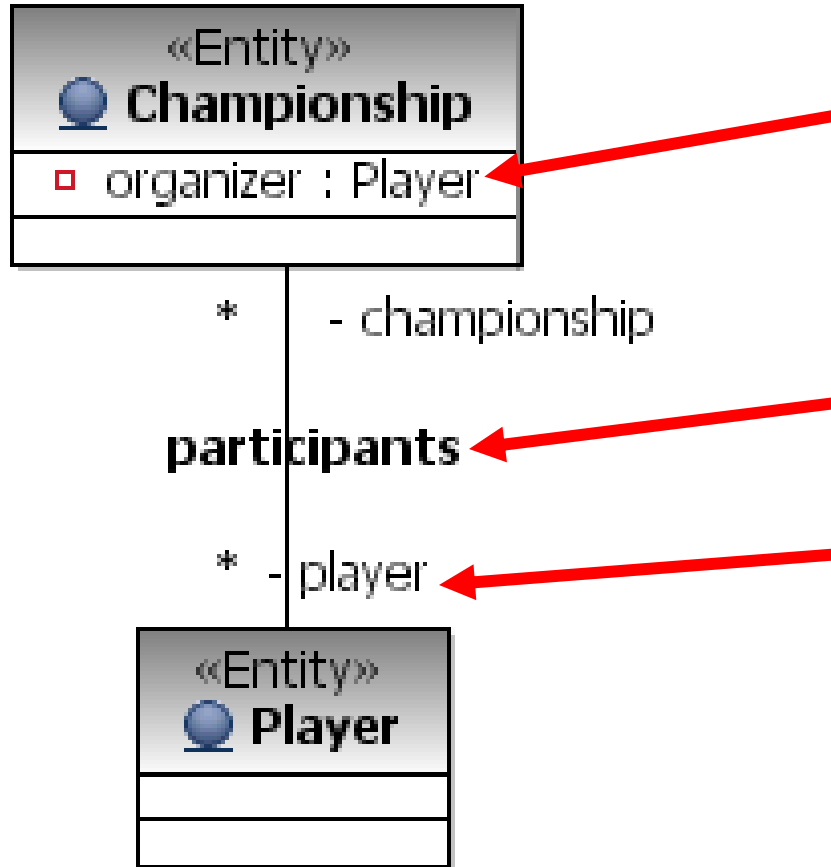 «Entity»
Championship
organizer : Player
* - championship
participants
* - player
«Entity»
Player